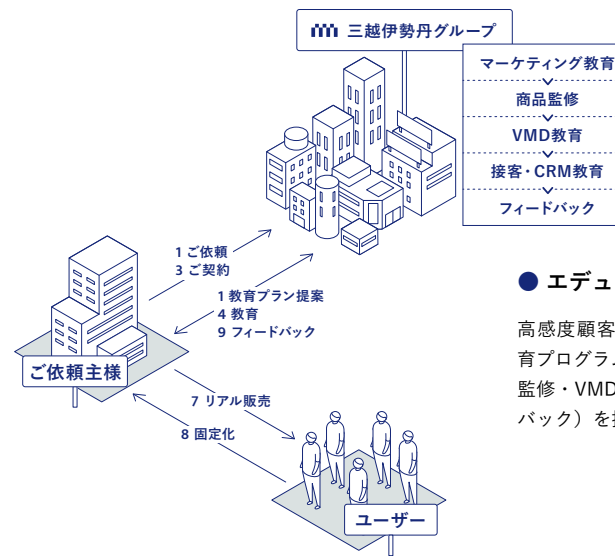 三越伊勢丹グループ
マーケティング教育
商品監修
VMD教育
接客・CRM教育
フィードバック
1 ご依頼
3 ご契約
1 教育プラン提案
4 教育
9 フィードバック
ご依頼主様
7 リアル販売
8 固定化
ユーザー
● エデュ
高感度顧客
育プログラ
監修・VMD
バック）を